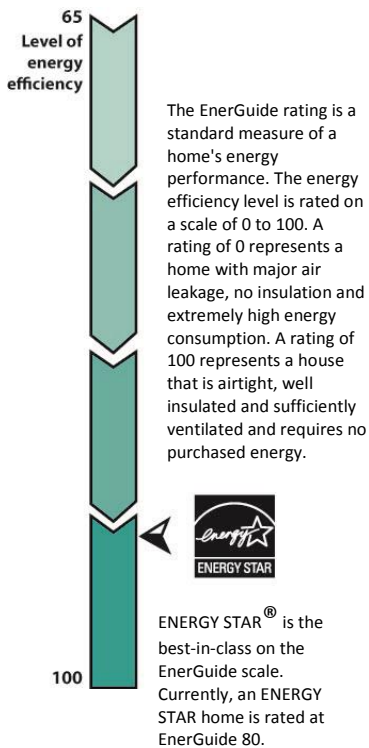 65
Level of
energy
efficiency
The EnerGuide rating is a
standard measure of a
home's energy
performance. The energy
efficiency level is rated on
a scale of 0 to 100. A
rating of 0 represents a
home with major air
leakage, no insulation and
extremely high energy
consumption. A rating of
100 represents a house
that is airtight, well
insulated and sufficiently
ventilated and requires no
purchased energy.
energy
ENERGY STAR
ENERGY STAR® is the
best-in-class on the
EnerGuide scale.
Currently, an ENERGY
STAR home is rated at
EnerGuide 80.
100